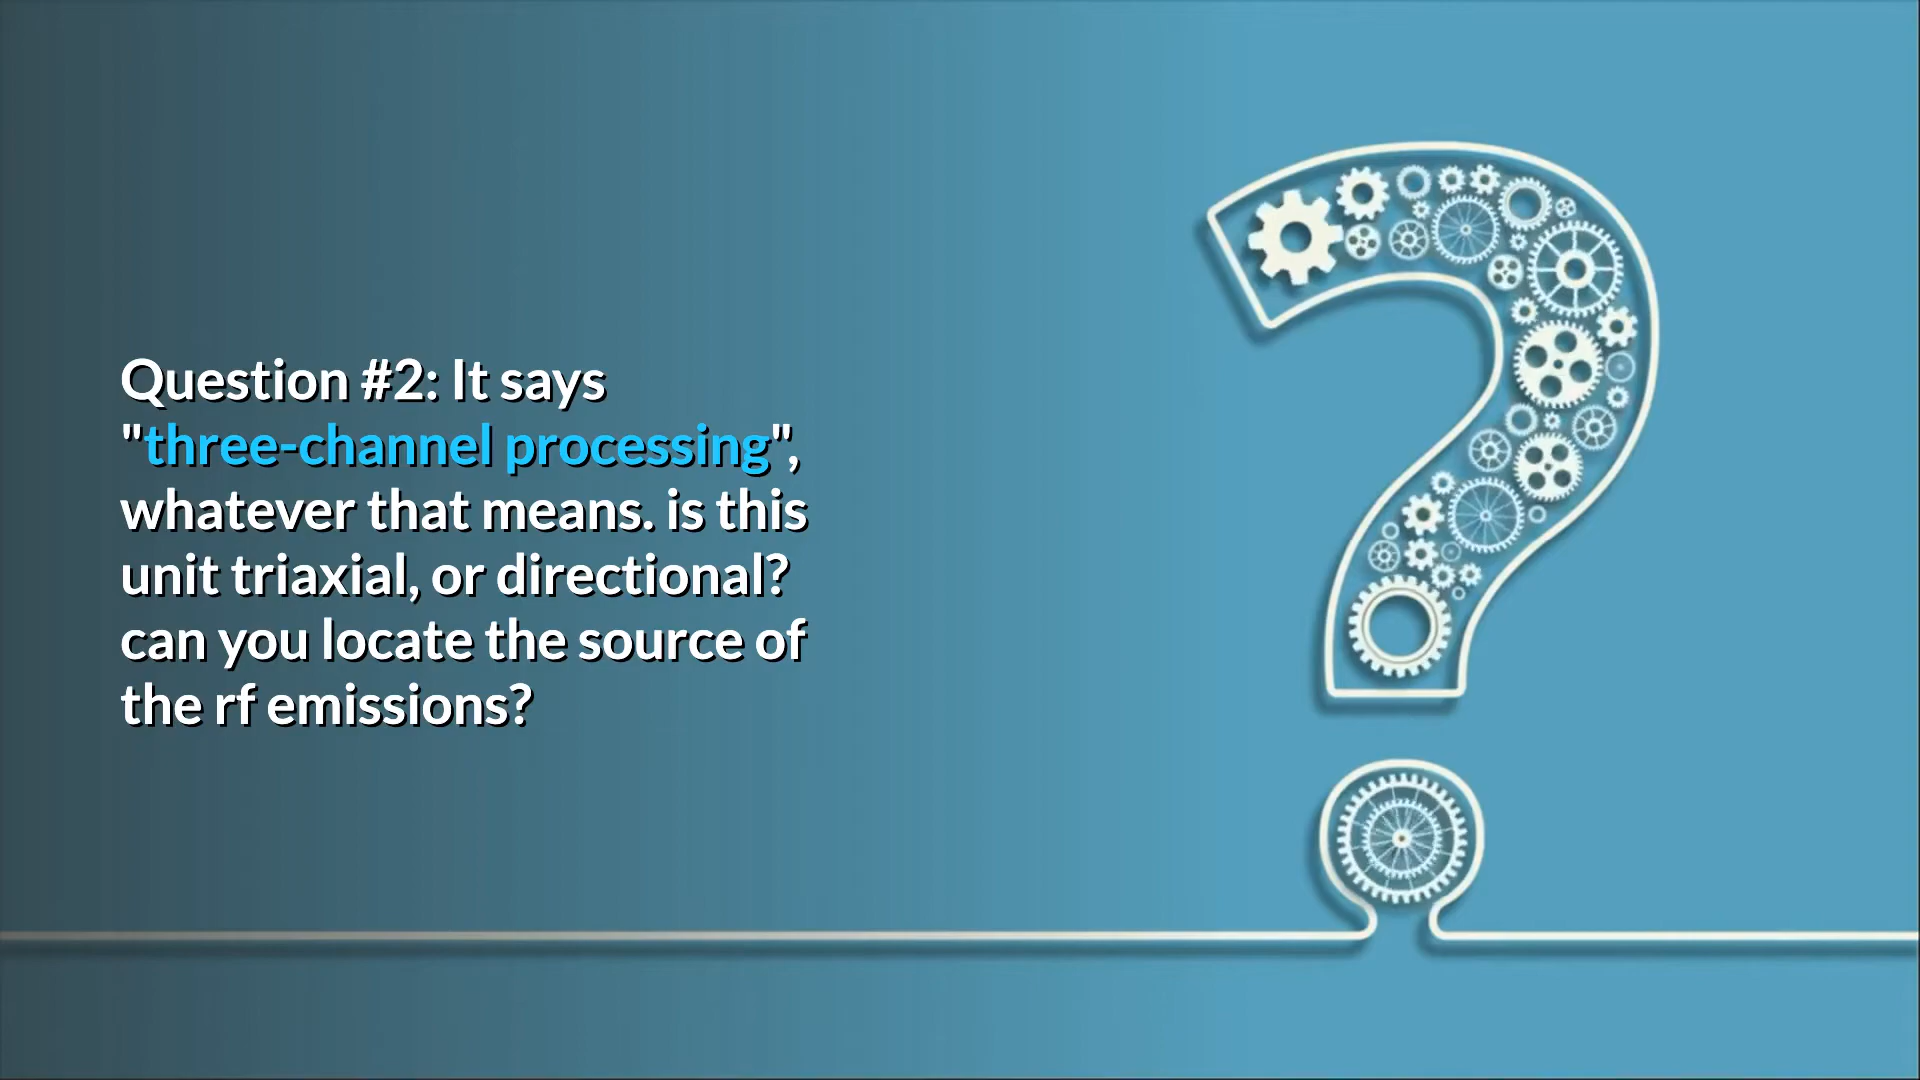 Question #2: It says
"three-channel processing",
whatever that means. is this
unit triaxial, or directional?
can you locate the source of
the rf emissions?